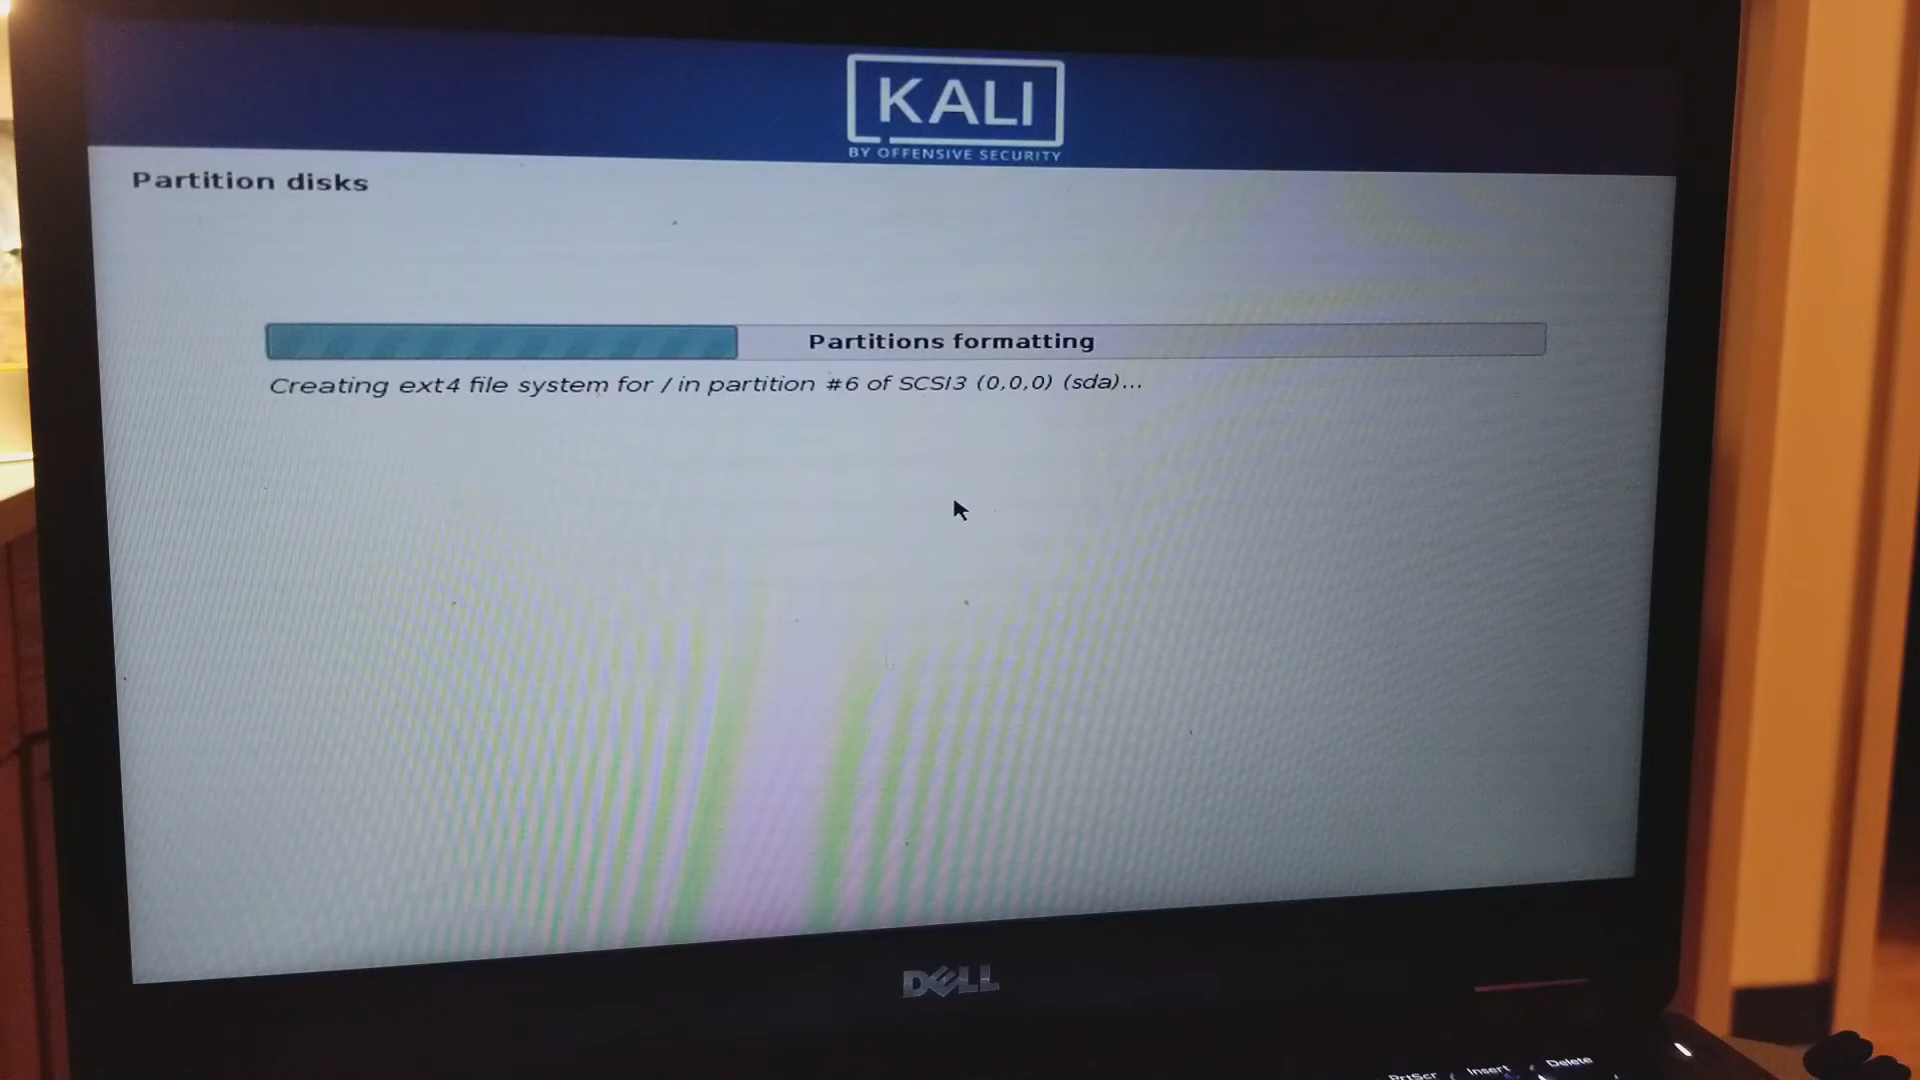 KALI
BY OFFENSIVE SECURITY
Partition disks
Partitions formatting
Creating ext4 file system for / in partition #6 of SCSI3 (0,0,0) (sda)...
DELL
PrtScr
Insert
Delete